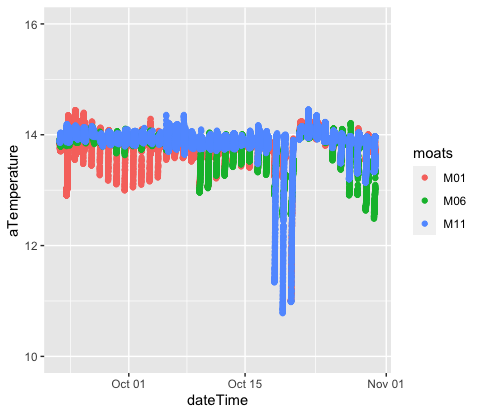 16
14
12
10
aTemperature
Oct 01
Oct 15
Nov 01
dateTime
moats
M01
M06
M11